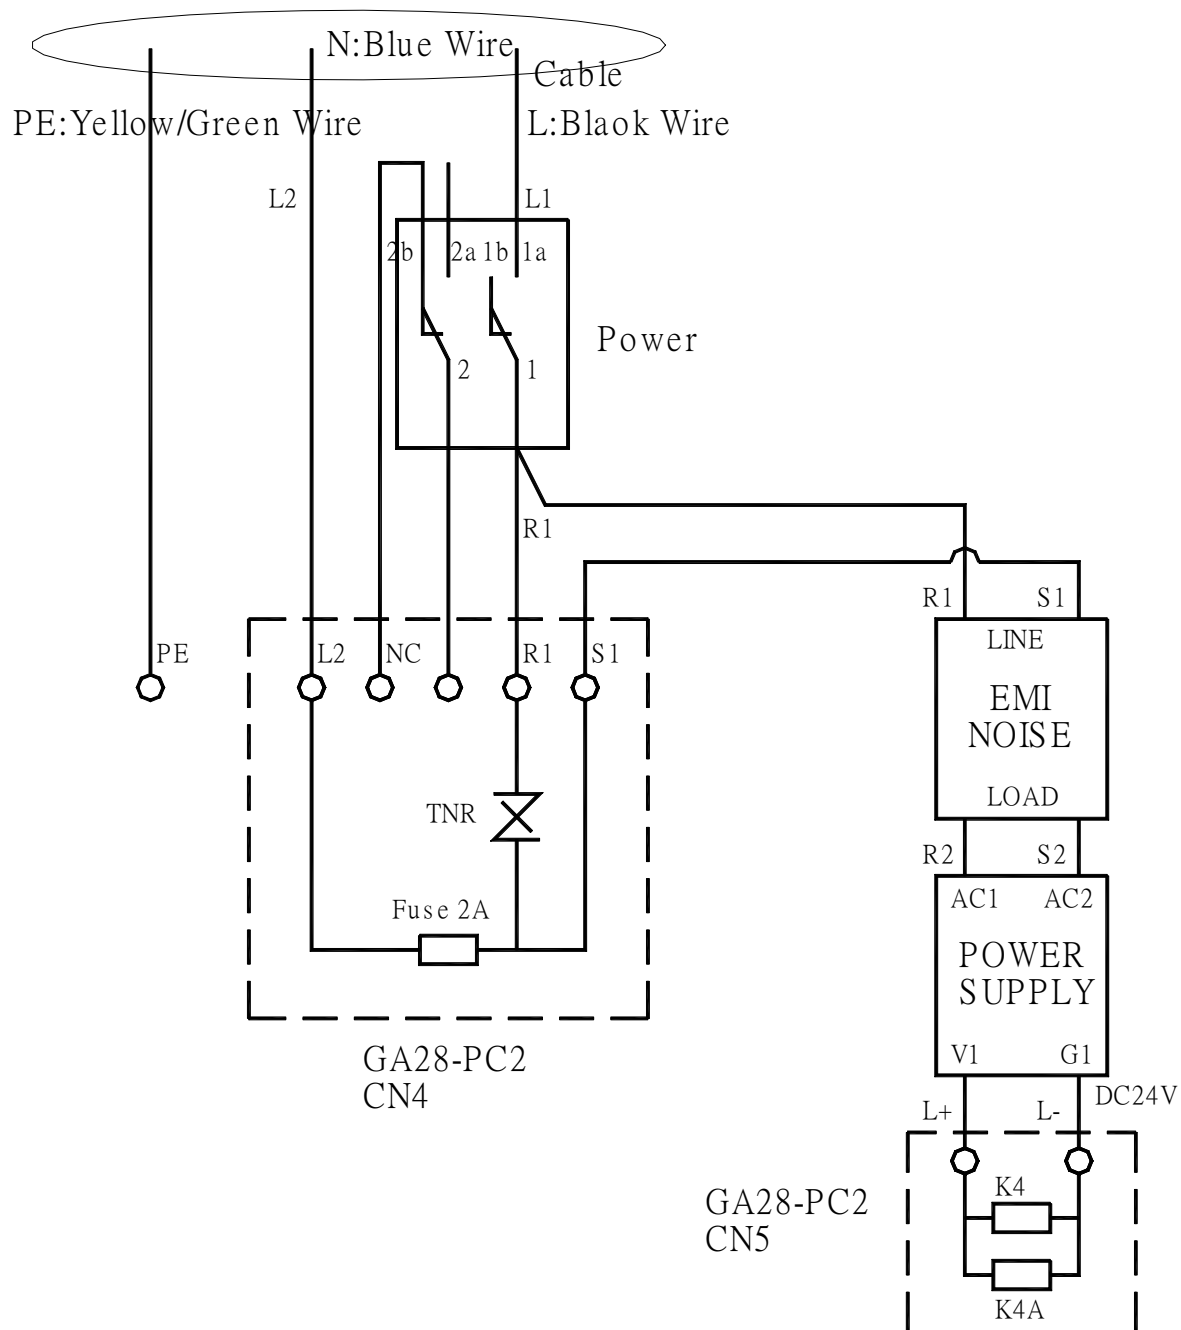 N:Blue Wire
Cable
PE:Yellow/Green Wire
L:Blaok Wire
L2
L1
2b
2a
1b
1a
Power
2
1
R1
R1
S1
PE
L2
NC
R1
S1
LINE
EMI
NOISE
LOAD
TNR
R2
S2
Fuse 2A
AC1
AC2
POWER
SUPPLY
V1
G1
GA28-PC2
CN4
DC24V
L+
L-
K4
GA28-PC2
CN5
K4A